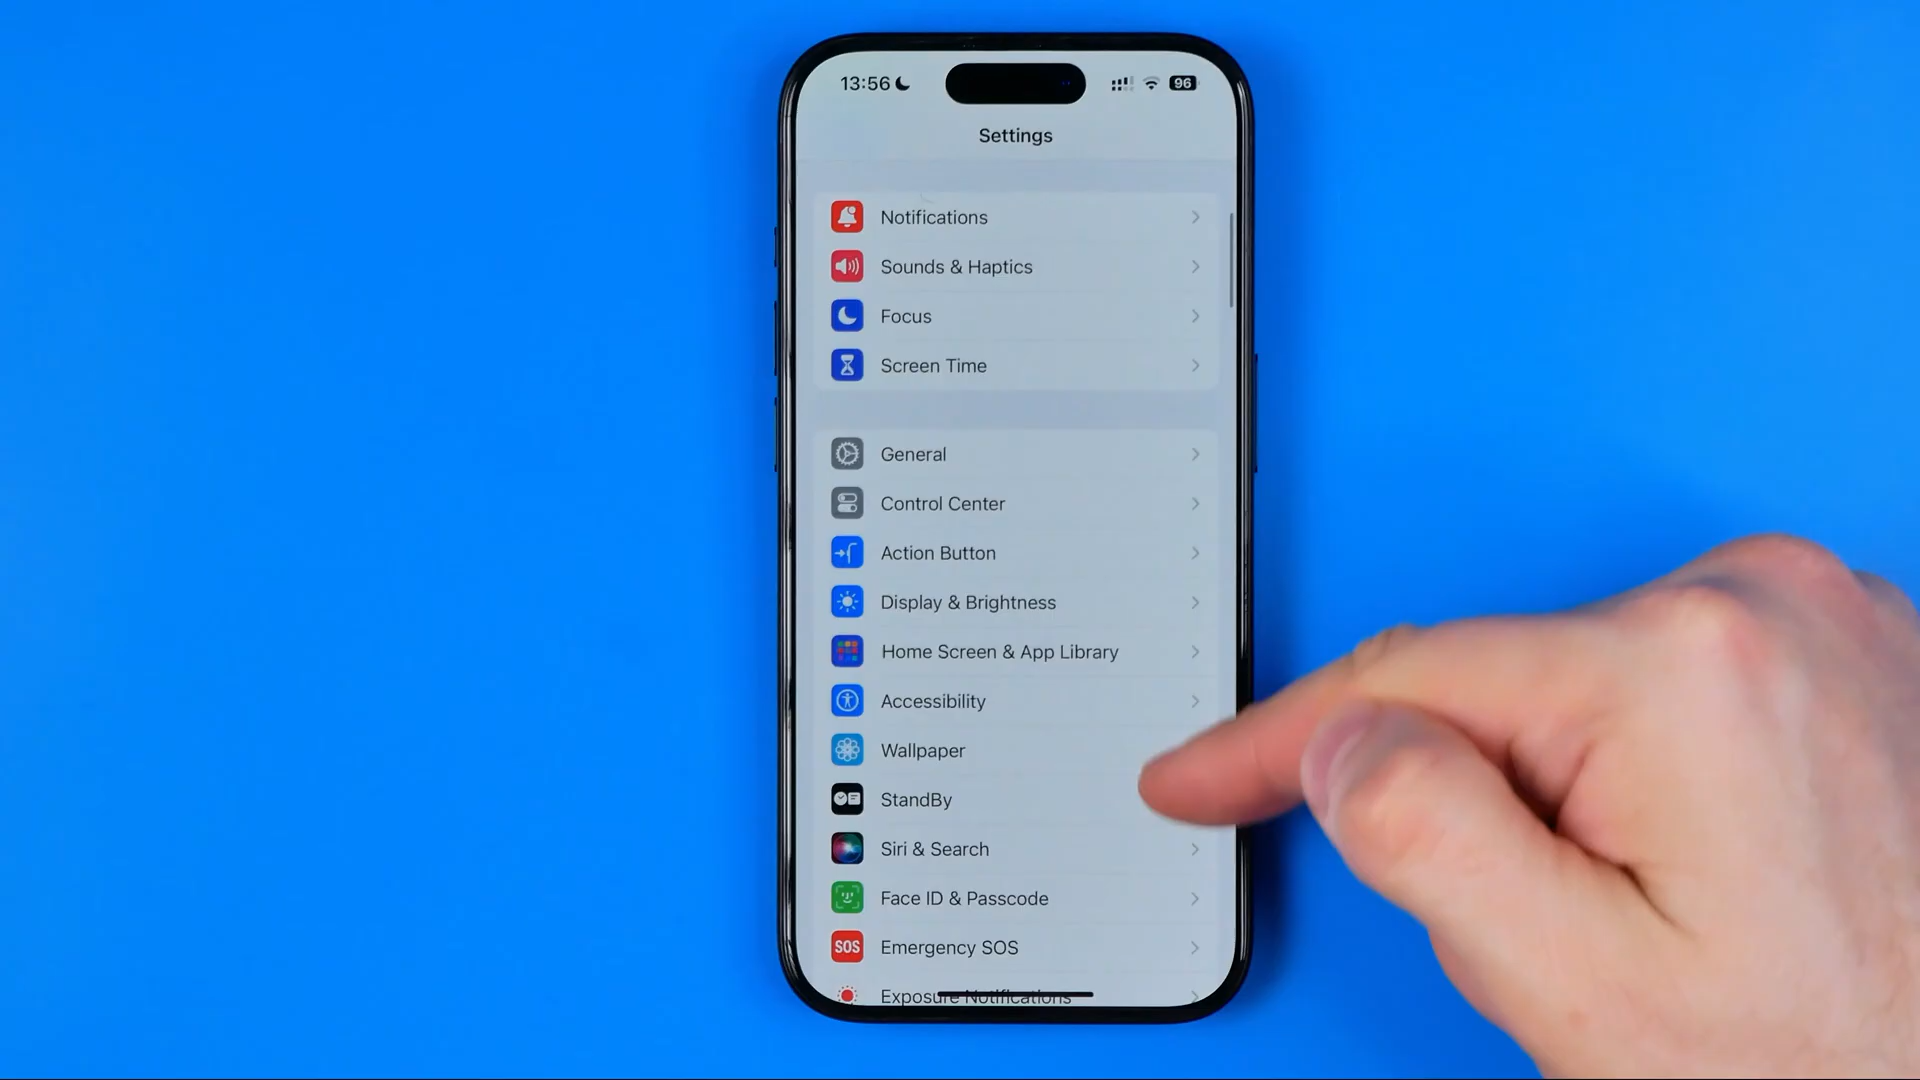 13:56
96
Settings
Notifications
Sounds & Haptics
Focus
Screen Time
General
Control Center
Action Button
Display & Brightness
Home Screen & App Library
Accessibility
Wallpaper
StandBy
Siri & Search
Face ID & Passcode
SOS
Emergency SOS
Exposure Notifications